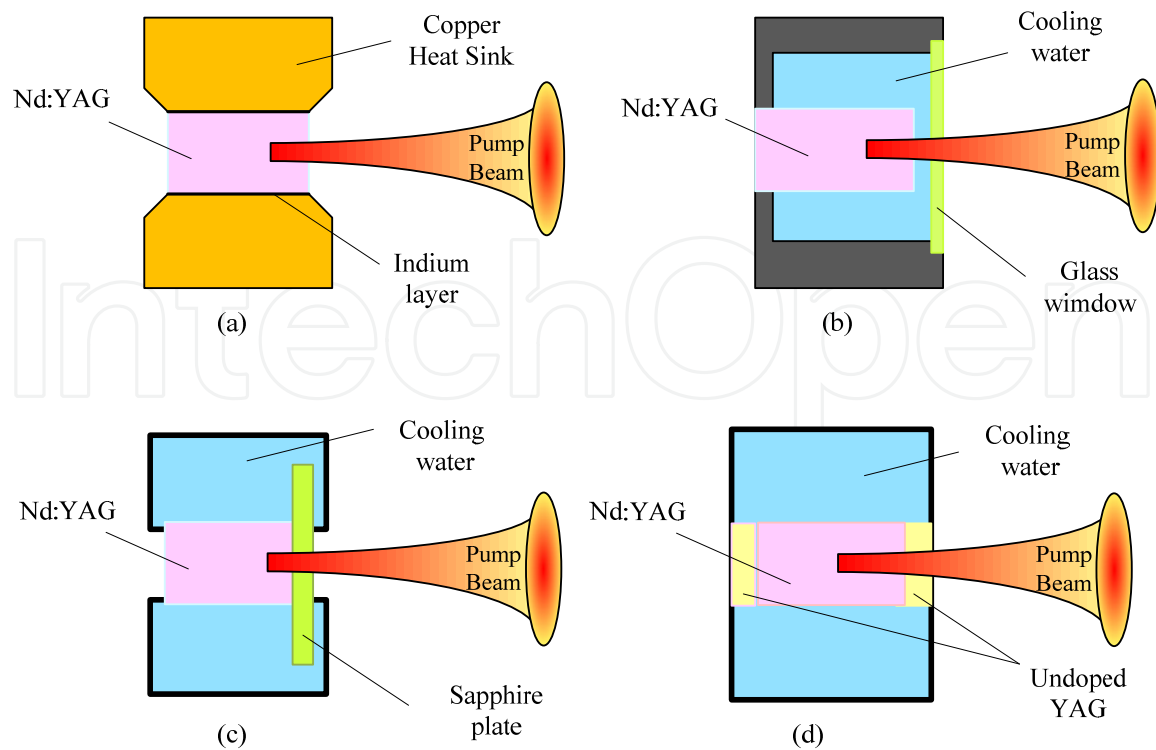 Copper
Heat Sink
Nd:YAG
Pump
Beam
Indium
layer
(a)
Cooling
water
Nd:YAG
Pump
Beam
Glass
wimdow
(b)
IntechOpen
Cooling
water
Nd:YAG
Pump
Beam
Sapphire
plate
(c)
Cooling
water
Nd:YAG
Pump
Beam
Undoped
YAG
(d)